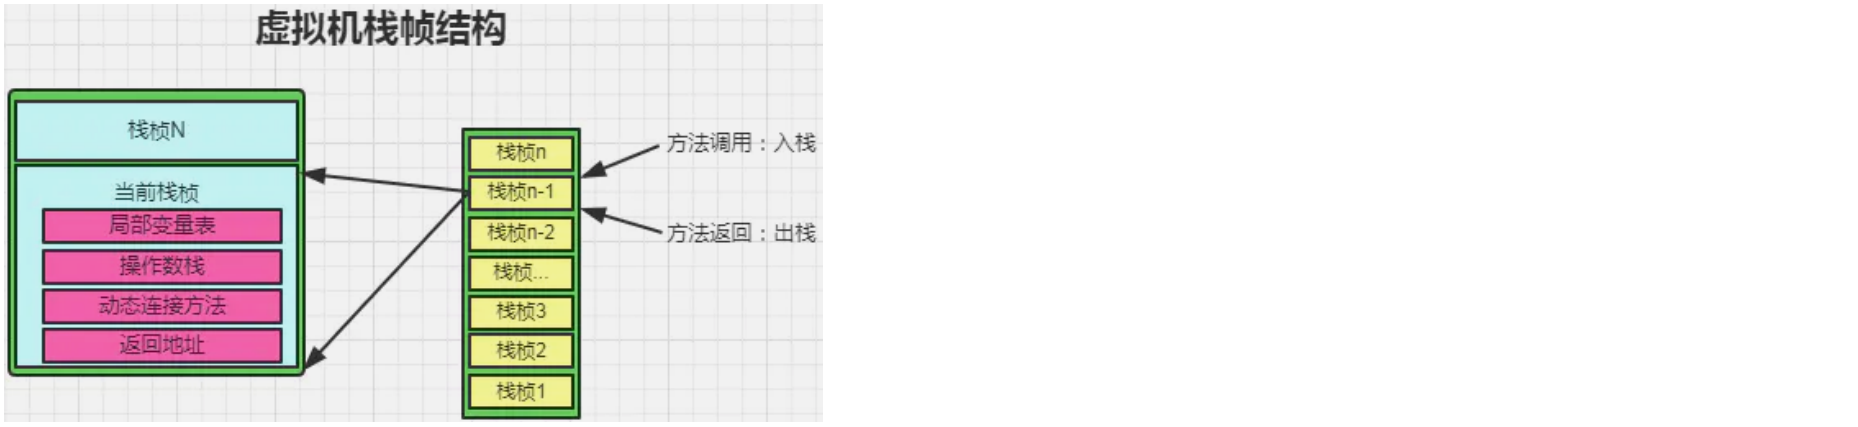 虚拟机栈帧结构
栈桢N
当前栈桢
局部变量表
操作数栈
动态连接方法
返回地址
栈桢n
栈桢n-1
栈桢n-2
栈桢...
栈桢3
栈桢2
栈桢1
方法调用：入栈
方法返回：出栈